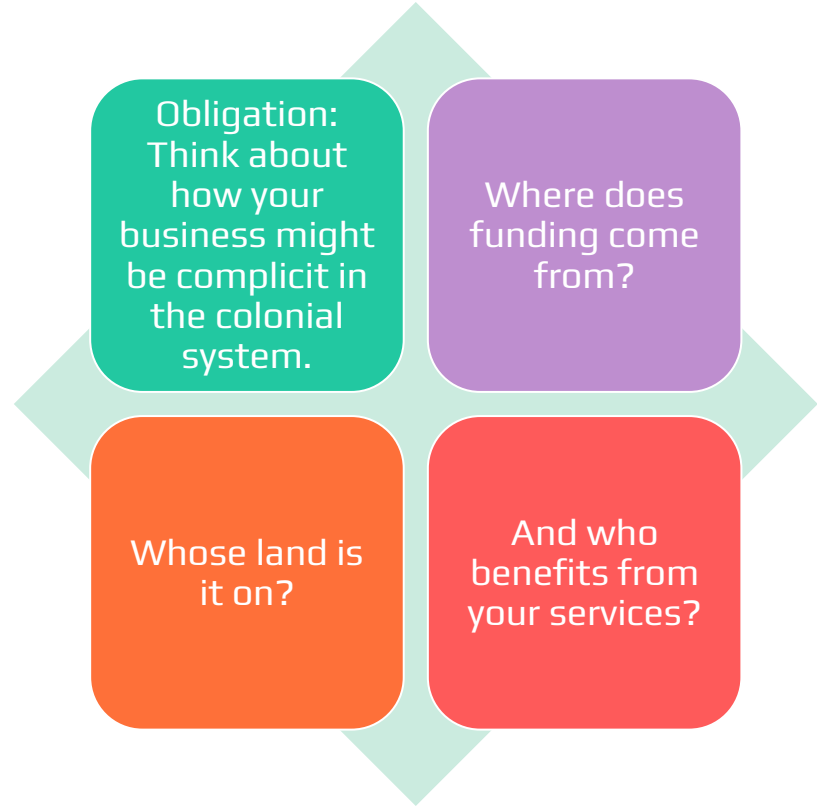 Obligation:
Think about
how your
business might
be complicit in
the colonial
system.
Where does
funding come
from?
Whose land is
it on?
And who
benefits from
your services?